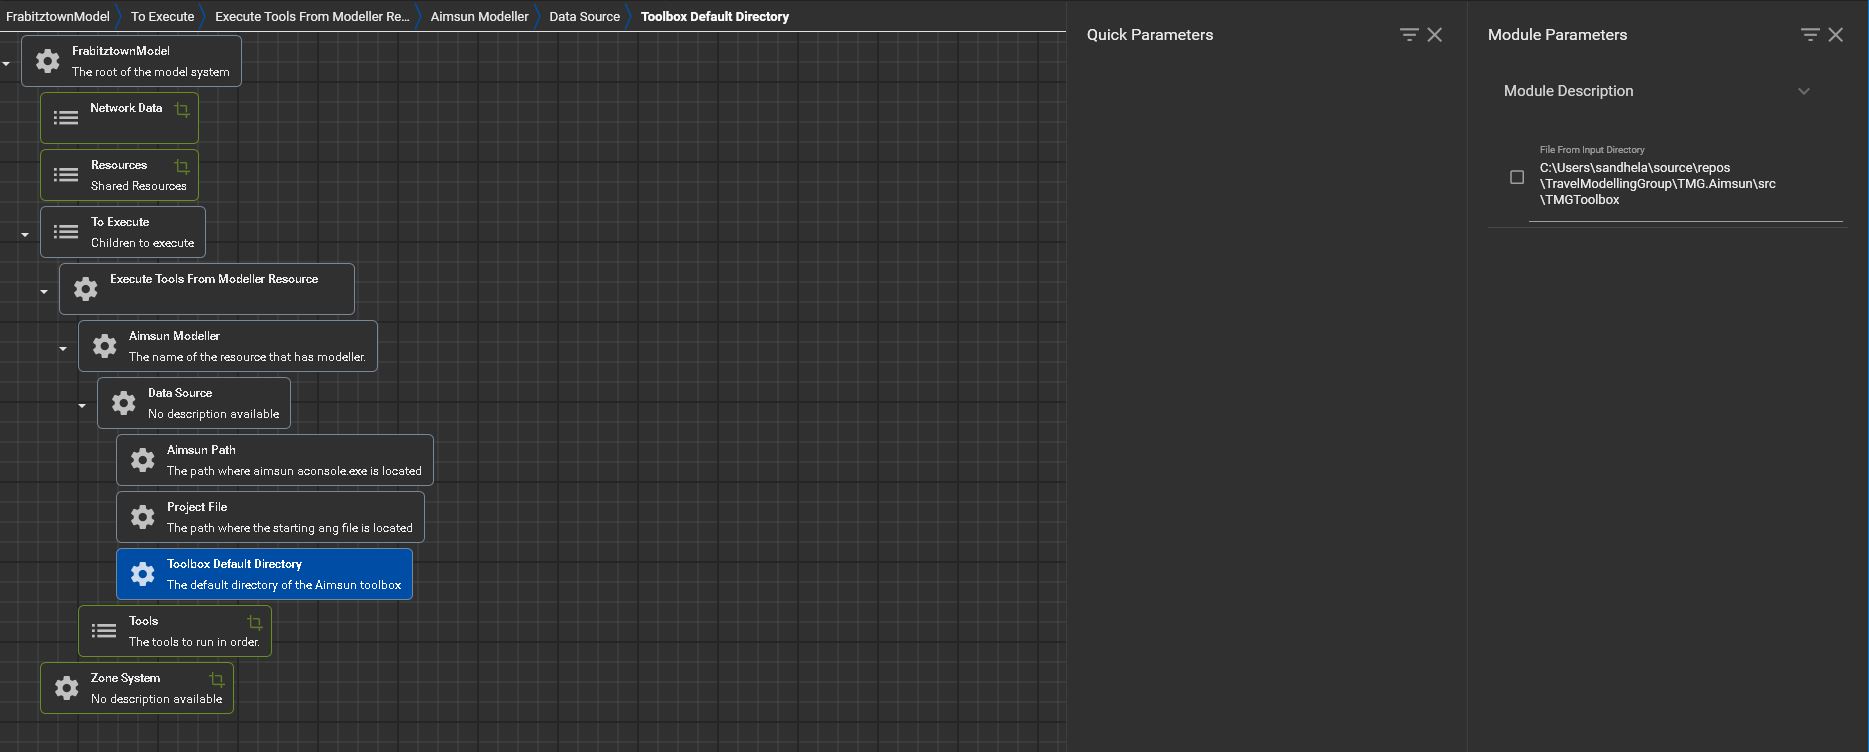 FrabitztownModel
To Execute
Execute Tools From Modeller Re...
Aimsun Modeller
Data Source
Toolbox Default Directory
FrabitztownModel
The root of the model system
Network Data
Resources
Shared Resources
To Execute
Children to execute
Execute Tools From Modeller Resource
Aimsun Modeller
The name of the resource that has modeller.
Data Source
No description available
Aimsun Path
The path where aimsun aconsole.exe is located
Project File
The path where the starting ang file is located
Toolbox Default Directory
The default directory of the Aimsun toolbox
Tools
The tools to run in order.
Zone System
No description available
Quick Parameters
Module Parameters
Module Description
File From Input Directory
C:\Users\sandhela\source\repos
\TravelModellingGroup\TMG.Aimsun\src
\TMGToolbox